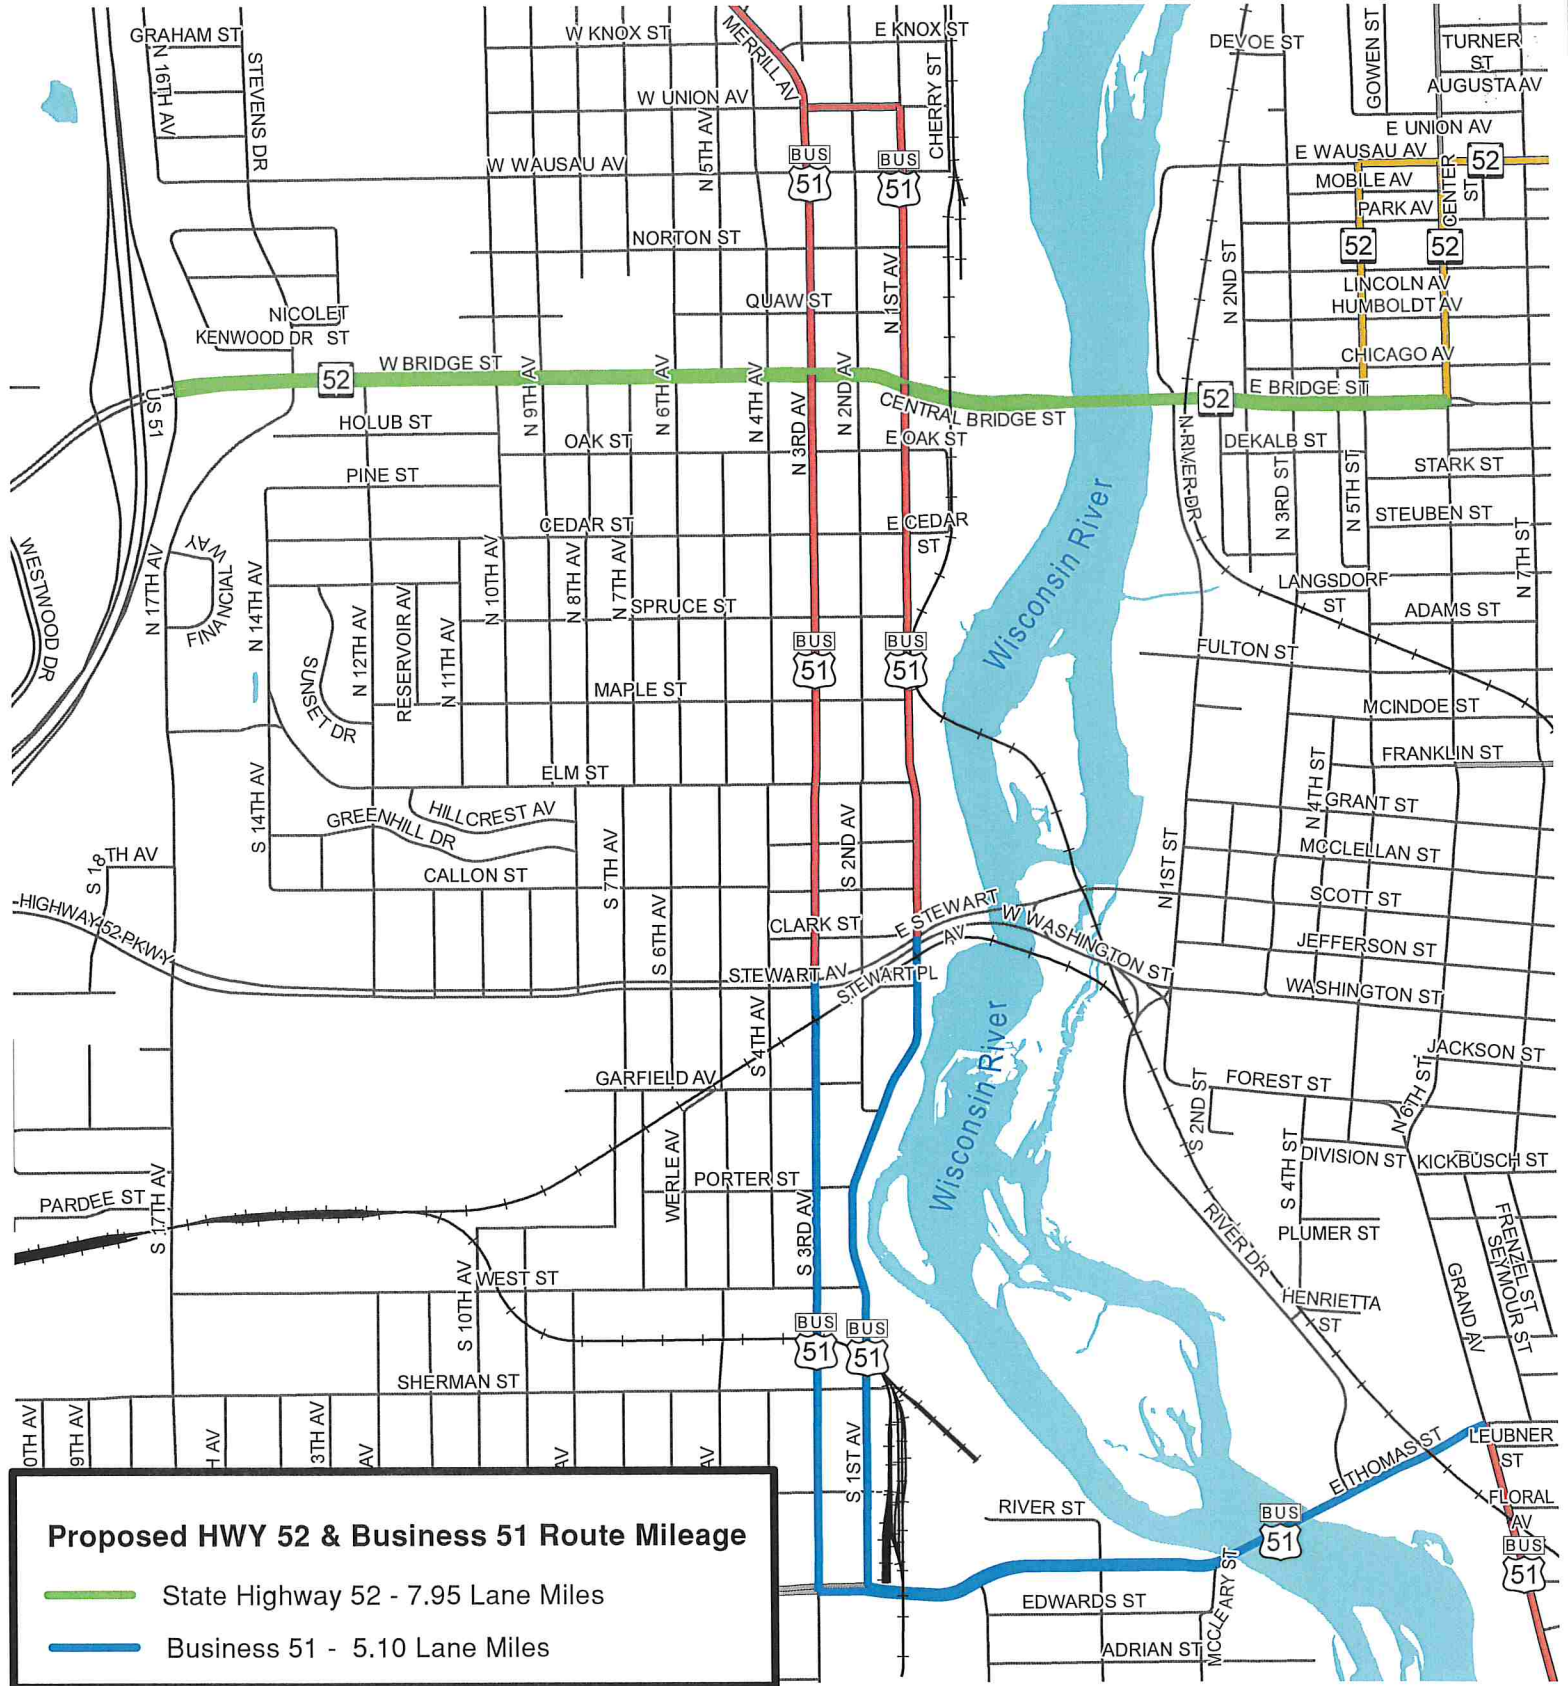 GRAHAM ST
N 16TH AV
STEVENS DR
W KNOX ST
MERRILL AV
E KNOX ST
CHERRY ST
DEVOE ST
GOWEN ST
TURNER
ST
AUGUSTA AV
W UNION AV
N 5TH AV
E UNION AV
W WAUSAU AV
BUS
51
BUS
51
E WAUSAU AV
52
MOBILE AV
CENTER
ST
PARK AV
NORTON ST
52
52
N 2ND ST
QUAW ST
N 1ST AV
LINCOLN AV
HUMBOLDT AV
NICOLET
KENWOOD DR
ST
CHICAGO AV
W BRIDGE ST
52
E BRIDGE ST
52
US 51
N 9TH AV
N 6TH AV
N 4TH AV
N 3RD AV
N 2ND AV
CENTRAL BRIDGE ST
HOLUB ST
OAK ST
E OAK ST
N RIVER DR
DEKALB ST
PINE ST
N 3RD ST
N 5TH ST
STARK ST
CEDAR ST
E CEDAR
ST
STEUBEN ST
N 7TH ST
WESTWOOD DR
N 17TH AV
FINANCIAL
WAY
N 14TH AV
N 10TH AV
N 8TH AV
N 7TH AV
Wisconsin River
LANGSDORF
ST
SPRUCE ST
ADAMS ST
N 12TH AV
RESERVOIR AV
N 11TH AV
SUNSET DR
BUS
51
BUS
51
FULTON ST
MAPLE ST
MCINDOE ST
FRANKLIN ST
ELM ST
S 14TH AV
HILLCREST AV
GREENHILL DR
S 7TH AV
S 2ND AV
N 4TH ST
GRANT ST
MCCLELLAN ST
S 18TH AV
CALLON ST
N 1ST ST
SCOTT ST
HIGHWAY 52 PKWY
S 6TH AV
CLARK ST
E STEWART
AV
W WASHINGTON ST
JEFFERSON ST
STEWART AV
STEWART PL
WASHINGTON ST
S 4TH AV
Wisconsin River
JACKSON ST
GARFIELD AV
FOREST ST
S 2ND ST
N 6TH ST
WERLE AV
PORTER ST
S 4TH ST
DIVISION ST
KICKBUSCH ST
PARDEE ST
S 17TH AV
S 3RD AV
RIVER DR
PLUMER ST
FRENZEL ST
SEYMOUR ST
GRAND AV
S 10TH AV
WEST ST
HENRIETTA
ST
BUS
51
BUS
51
SHERMAN ST
0TH AV
9TH AV
H AV
3TH AV
AV
AV
AV
S 1ST AV
E THOMAS ST
LEUBNER
ST
FLORAL
AV
BUS
51
BUS
51
RIVER ST
MCCLEARY ST
EDWARDS ST
ADRIAN ST
Proposed HWY 52 & Business 51 Route Mileage
State Highway 52 - 7.95 Lane Miles
Business 51 - 5.10 Lane Miles